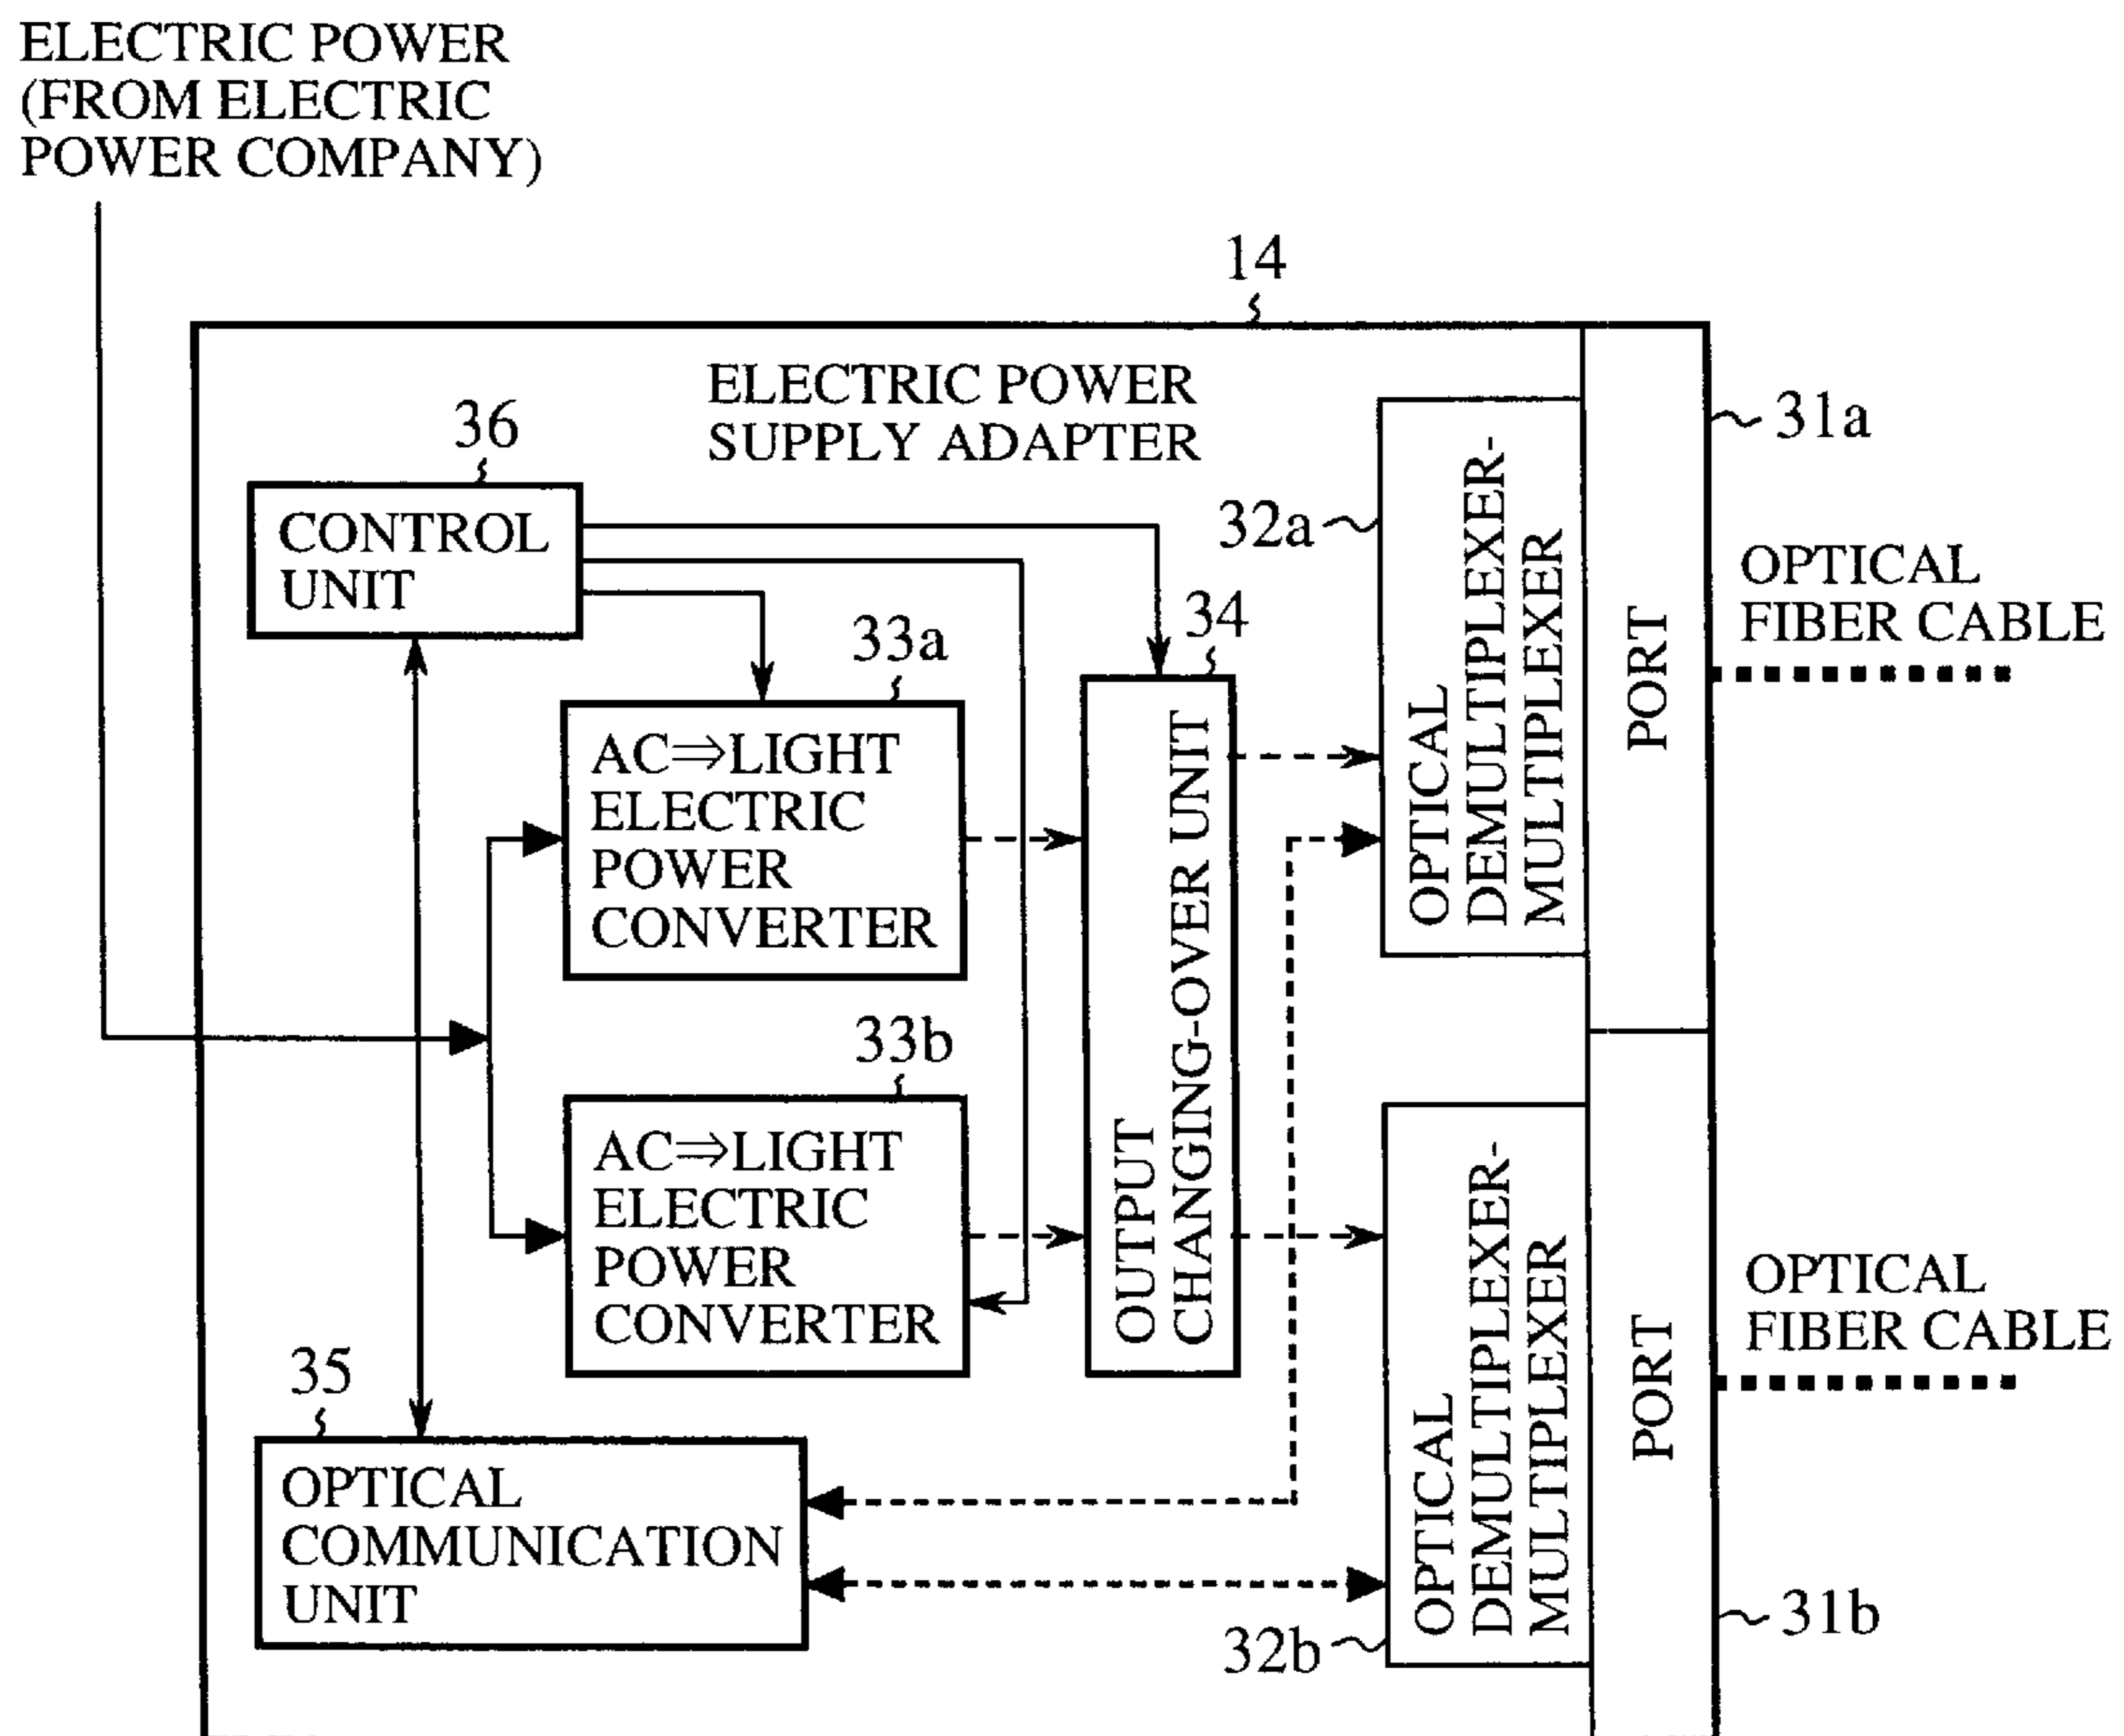 ELECTRIC POWER
(FROM ELECTRIC
POWER COMPANY)
14
ELECTRIC POWER
SUPPLY ADAPTER
31a
36
CONTROL
UNIT
32a
OPTICAL
DEMULTIPLEXER-
MULTIPLEXER
PORT
OPTICAL
FIBER CABLE
33a
34
AC⇒LIGHT
ELECTRIC
POWER
CONVERTER
OUTPUT
CHANGING-OVER UNIT
33b
AC⇒LIGHT
ELECTRIC
POWER
CONVERTER
OPTICAL
DEMULTIPLEXER-
MULTIPLEXER
PORT
OPTICAL
FIBER CABLE
35
OPTICAL
COMMUNICATION
UNIT
32b
31b